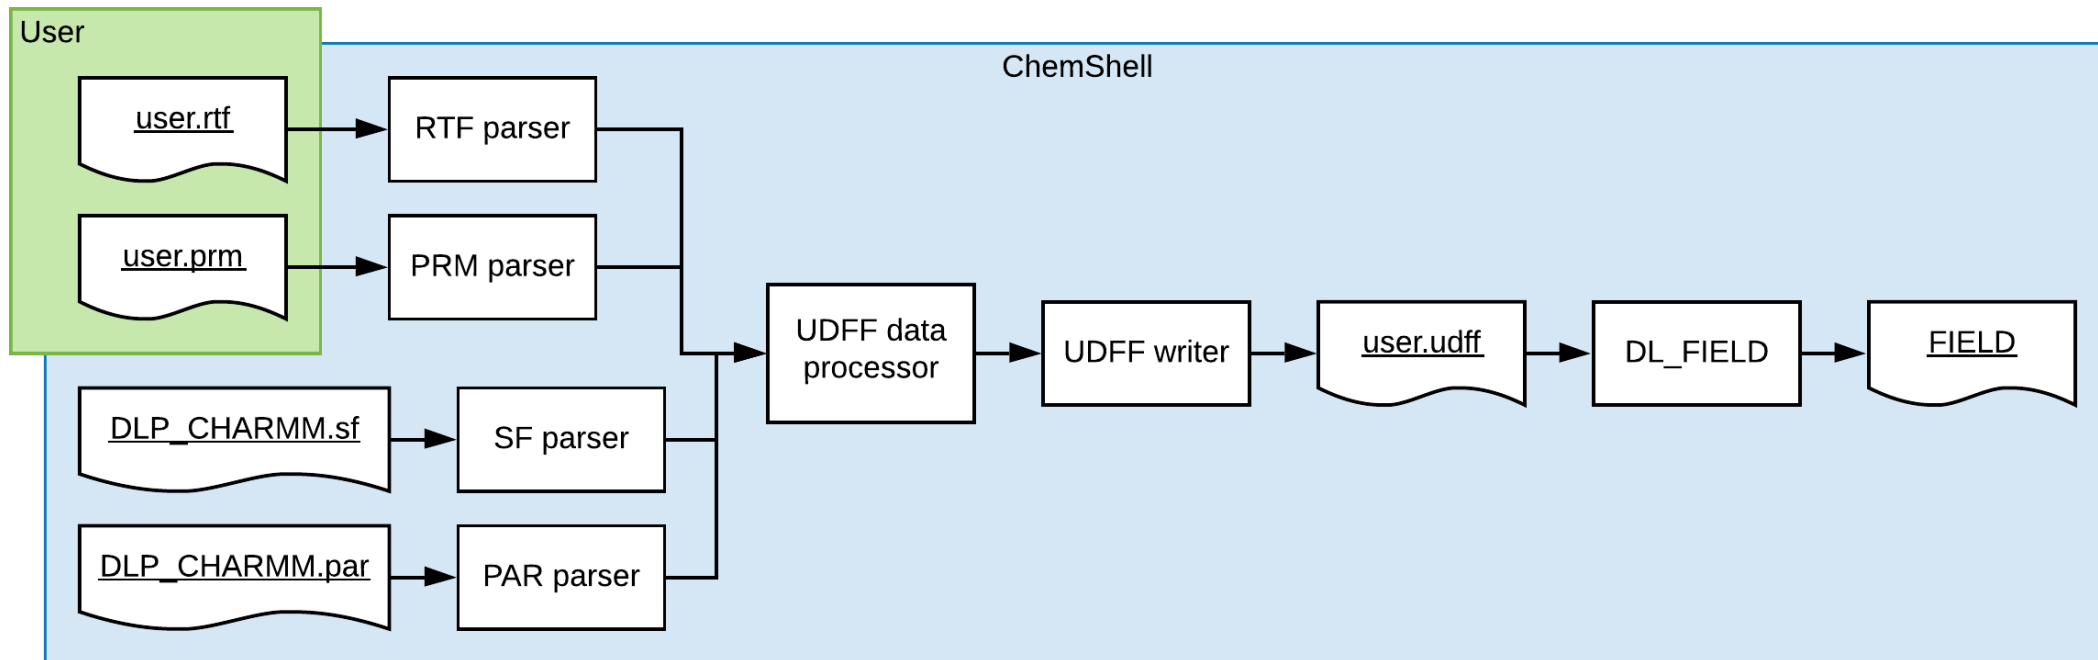 User
ChemShell
user.rtf
RTF parser
user.prm
PRM parser
UDFF data
processor
UDFF writer
user.udff
DL_FIELD
FIELD
DLP_CHARMM.sf
SF parser
DLP_CHARMM.par
PAR parser